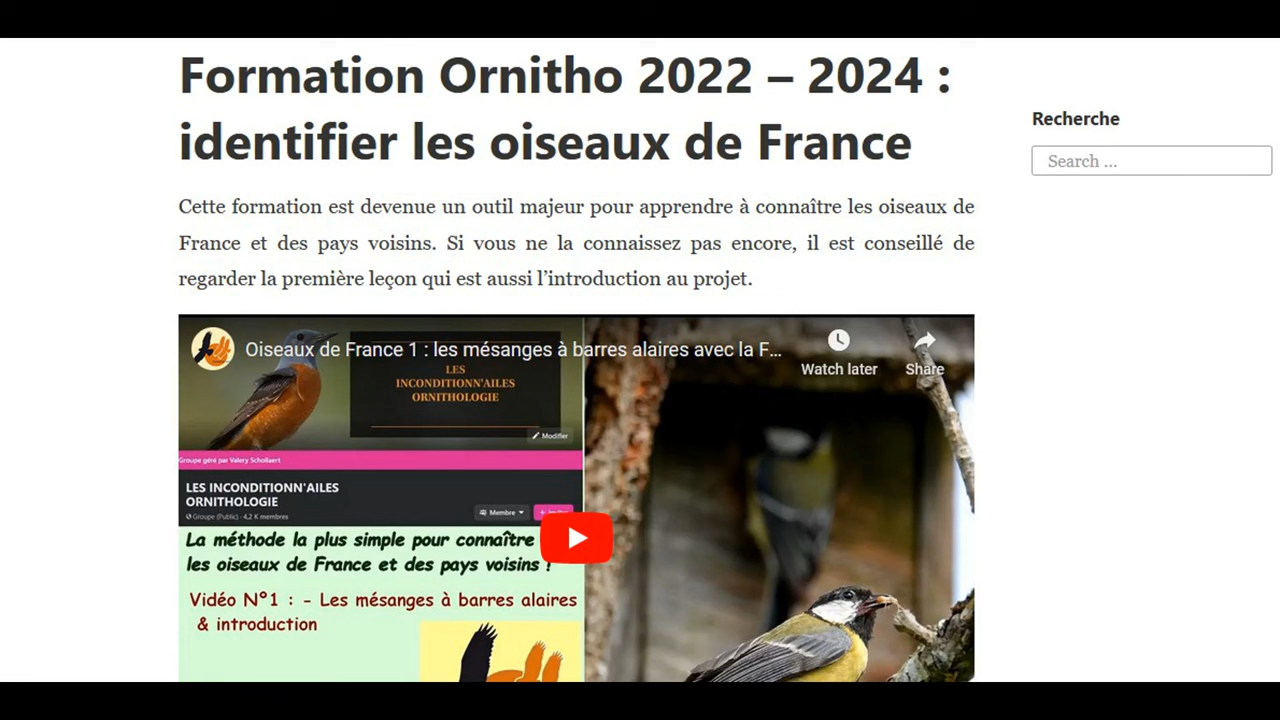 Formation Ornitho 2022 – 2024 :
identifier les oiseaux de France
Recherche
Search ...
Cette formation est devenue un outil majeur pour apprendre à connaître les oiseaux de
France et des pays voisins. Si vous ne la connaissez pas encore, il est conseillé de
regarder la première leçon qui est aussi l’introduction au projet.
Oiseaux de France 1 : les mésanges à barres alaires avec la F...
Watch later
Share
LES
INCONDITIONN'AILES
ORNITHOLOGIE
Modifier
Groupe géré par Valery Schollaert
LES INCONDITIONN'AILES
ORNITHOLOGIE
Groupe (Public) · 4,2 K membres
Membre
La méthode la plus simple pour connaître
les oiseaux de France et des pays voisins !
Vidéo N°1 : - Les mésanges à barres alaires
& introduction